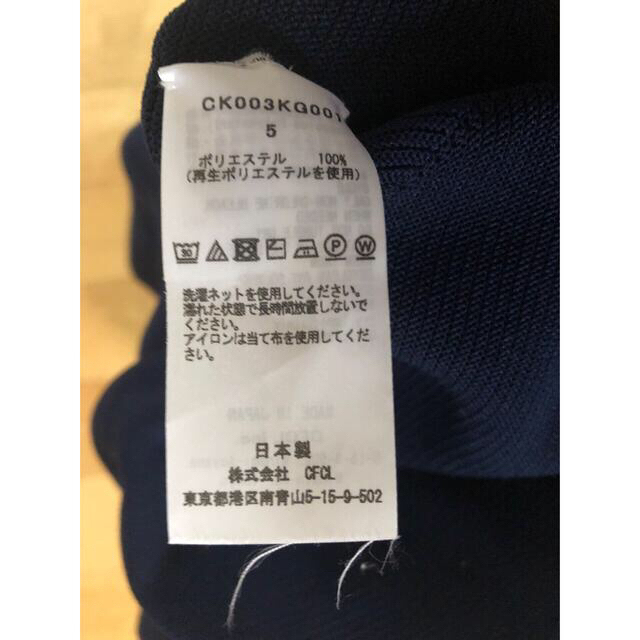 CK003KG001
5
ポリエステル 100%
(再生ポリエステルを使用)
30 P W
洗濯ネットを使用してください。
濡れた状態で長時間放置しないで
ください。
アイロンは当て布を使用してくだ
さい。
日本製
株式会社 CFCL
東京都港区南青山5-15-9-502